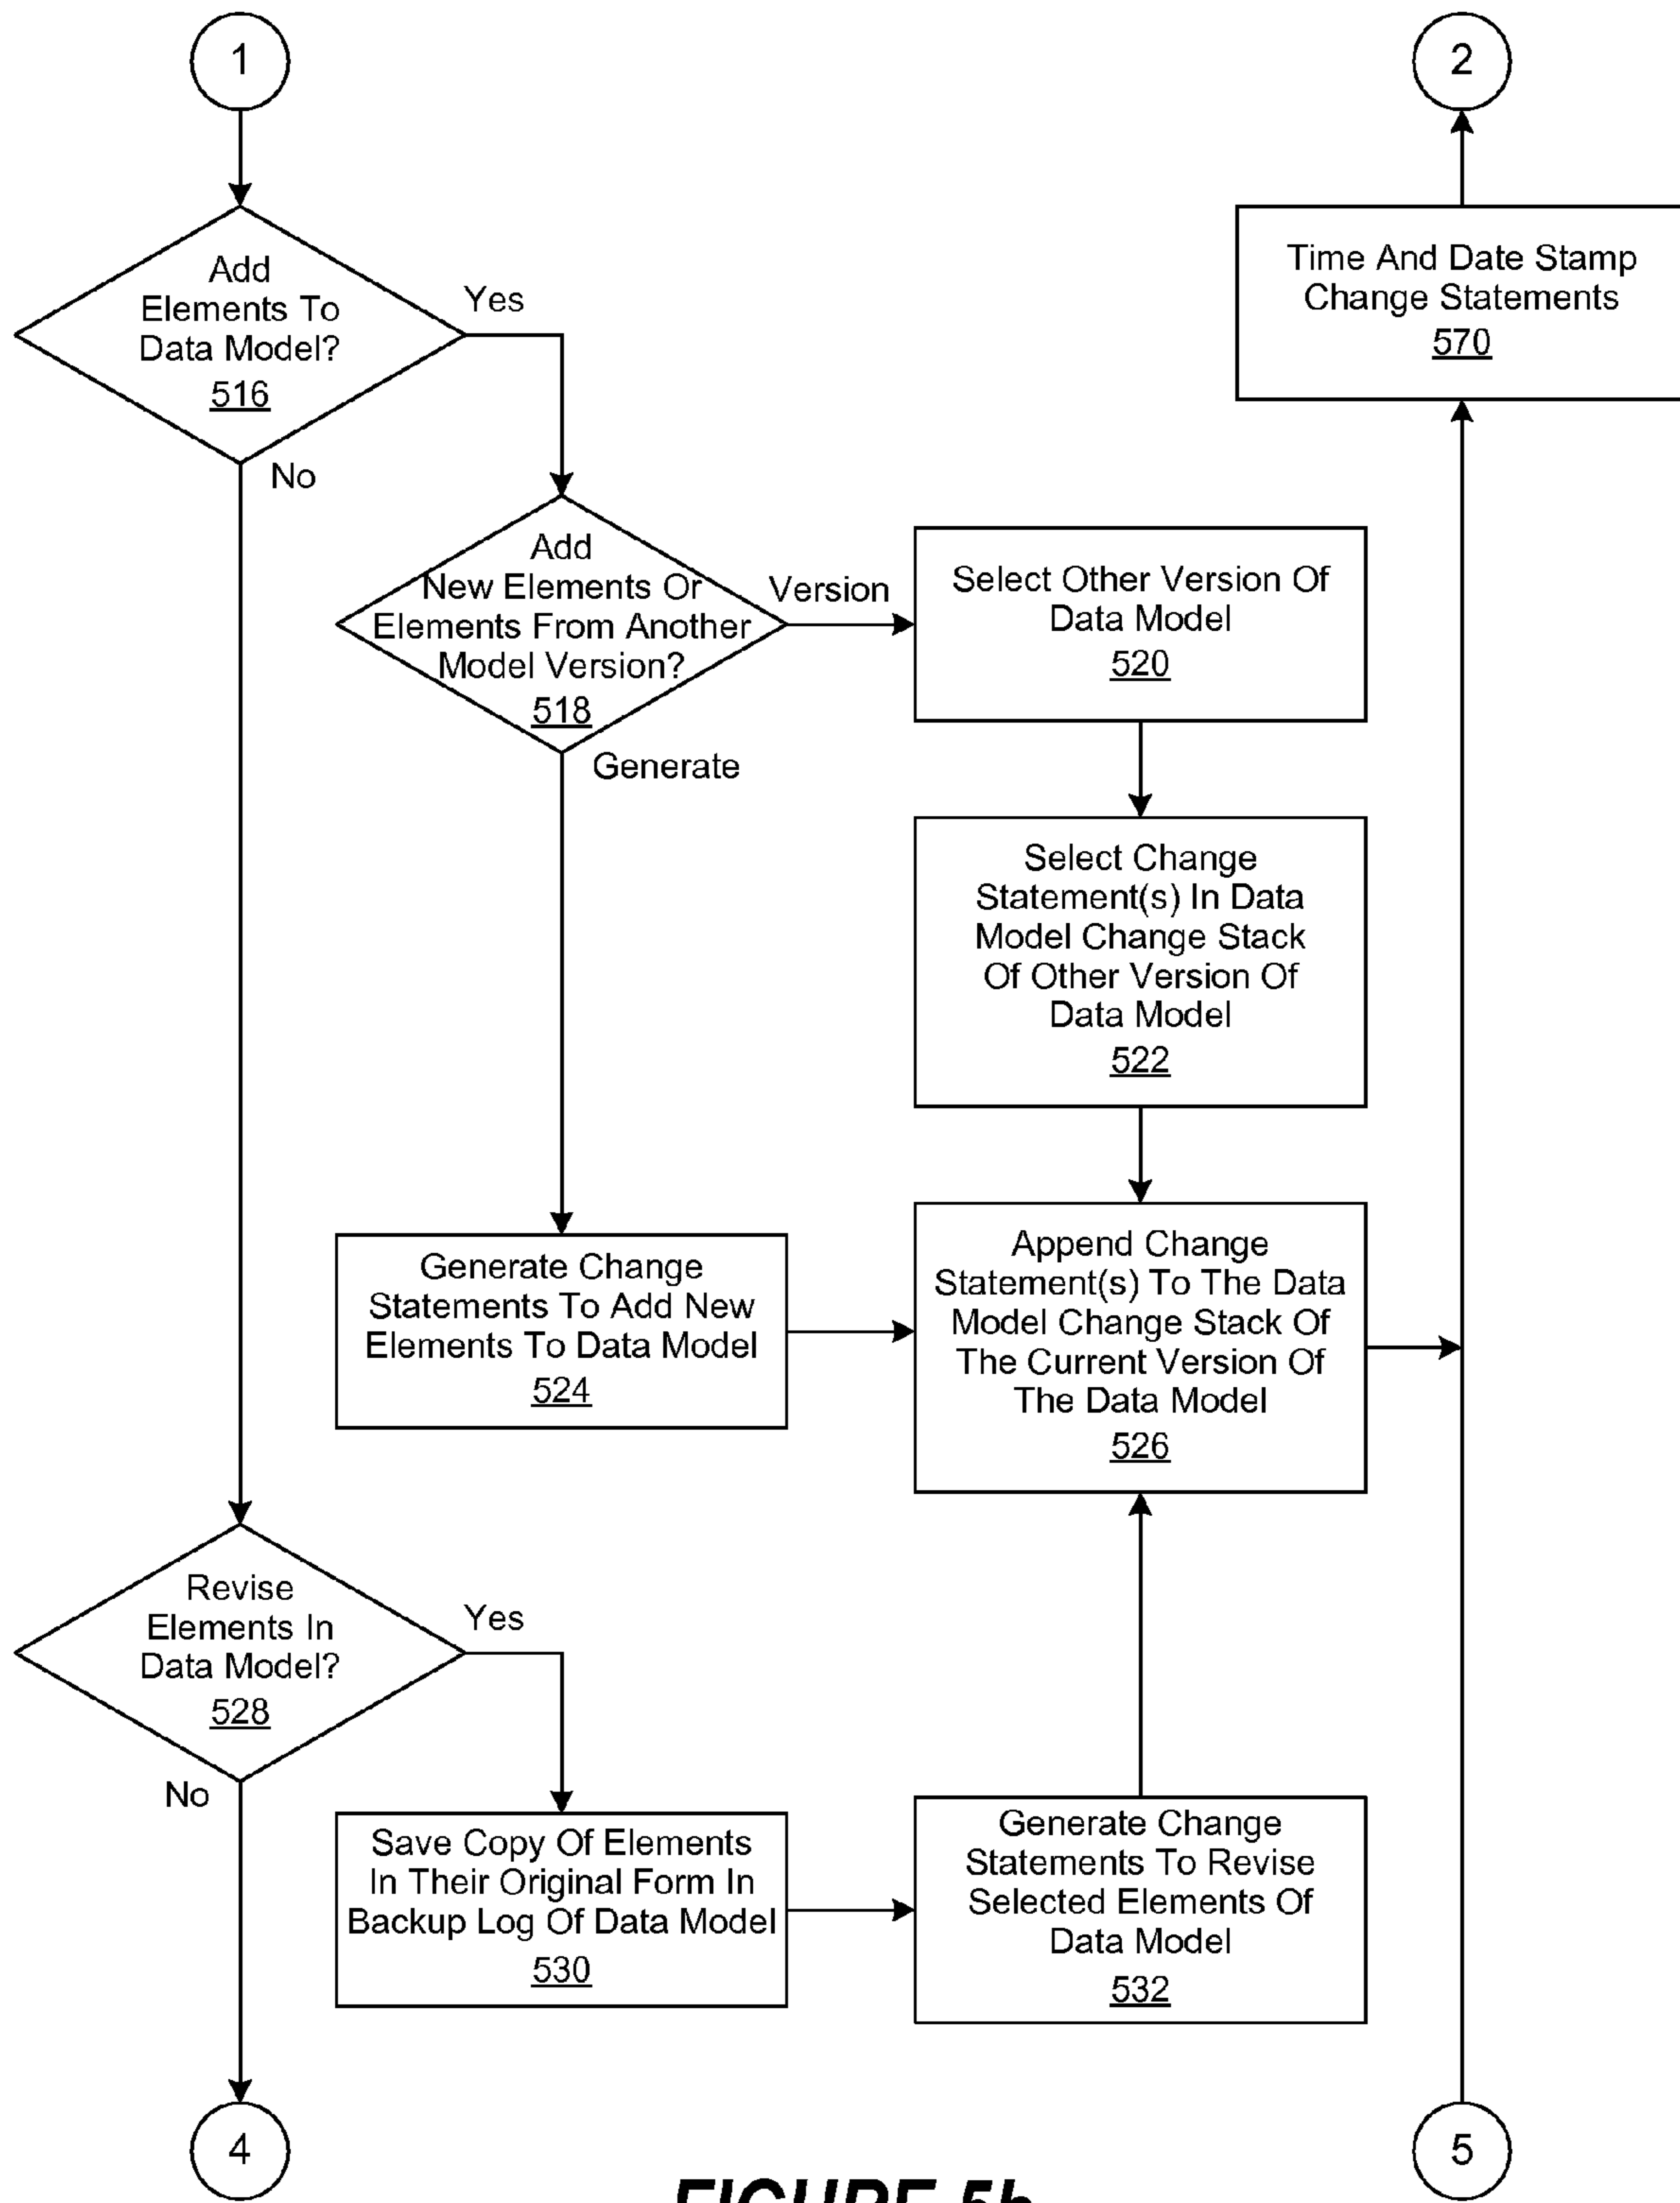 1
2
Add
Elements To
Data Model?
516
Yes
No
Time And Date Stamp
Change Statements
570
Add
New Elements Or
Elements From Another
Model Version?
518
Version
Generate
Select Other Version Of
Data Model
520
Select Change
Statement(s) In Data
Model Change Stack
Of Other Version Of
Data Model
522
Generate Change
Statements To Add New
Elements To Data Model
524
Append Change
Statement(s) To The Data
Model Change Stack Of
The Current Version Of
The Data Model
526
Revise
Elements In
Data Model?
528
Yes
No
Save Copy Of Elements
In Their Original Form In
Backup Log Of Data Model
530
Generate Change
Statements To Revise
Selected Elements Of
Data Model
532
4
5
FIGURE 5b